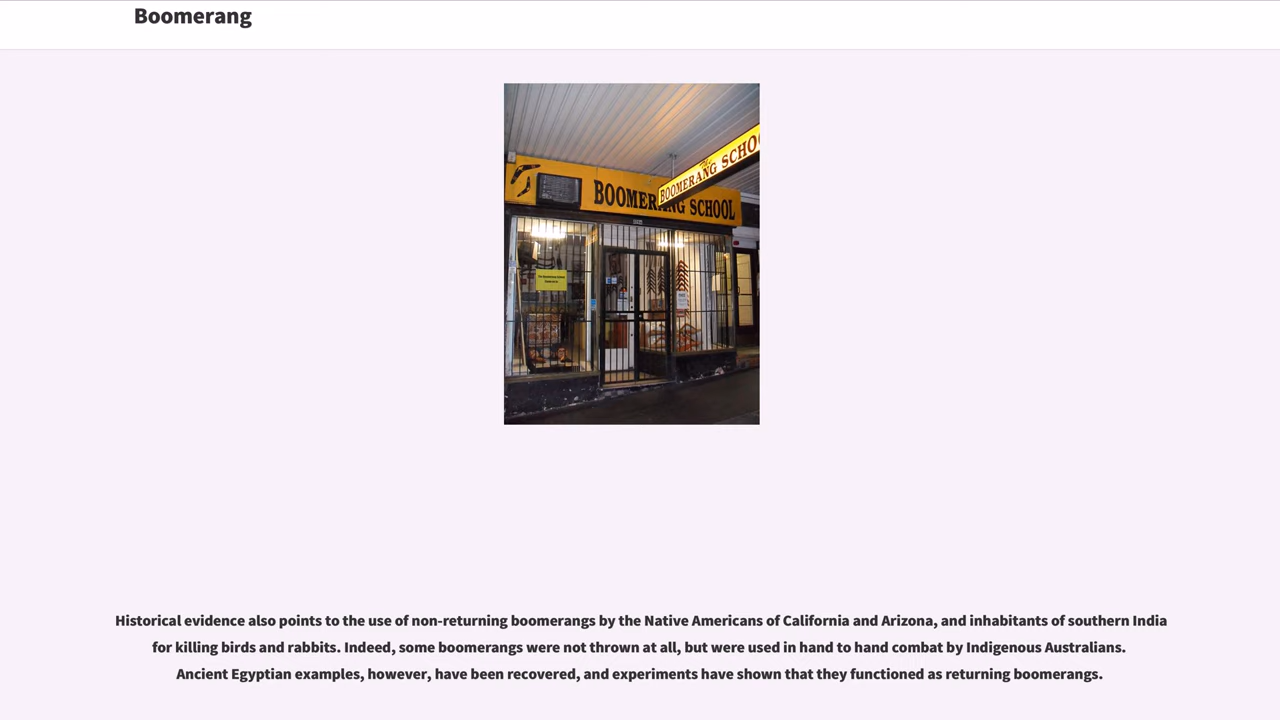 Boomerang
The
BOOMERANG SCHO
BOOMERANG SCHOOL
Historical evidence also points to the use of non-returning boomerangs by the Native Americans of California and Arizona, and inhabitants of southern India
for killing birds and rabbits. Indeed, some boomerangs were not thrown at all, but were used in hand to hand combat by Indigenous Australians.
Ancient Egyptian examples, however, have been recovered, and experiments have shown that they functioned as returning boomerangs.